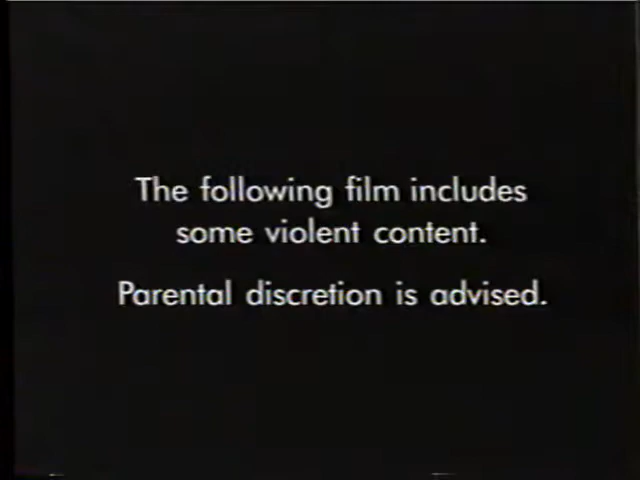 The following film includes
some violent content.
Parental discretion is advised.